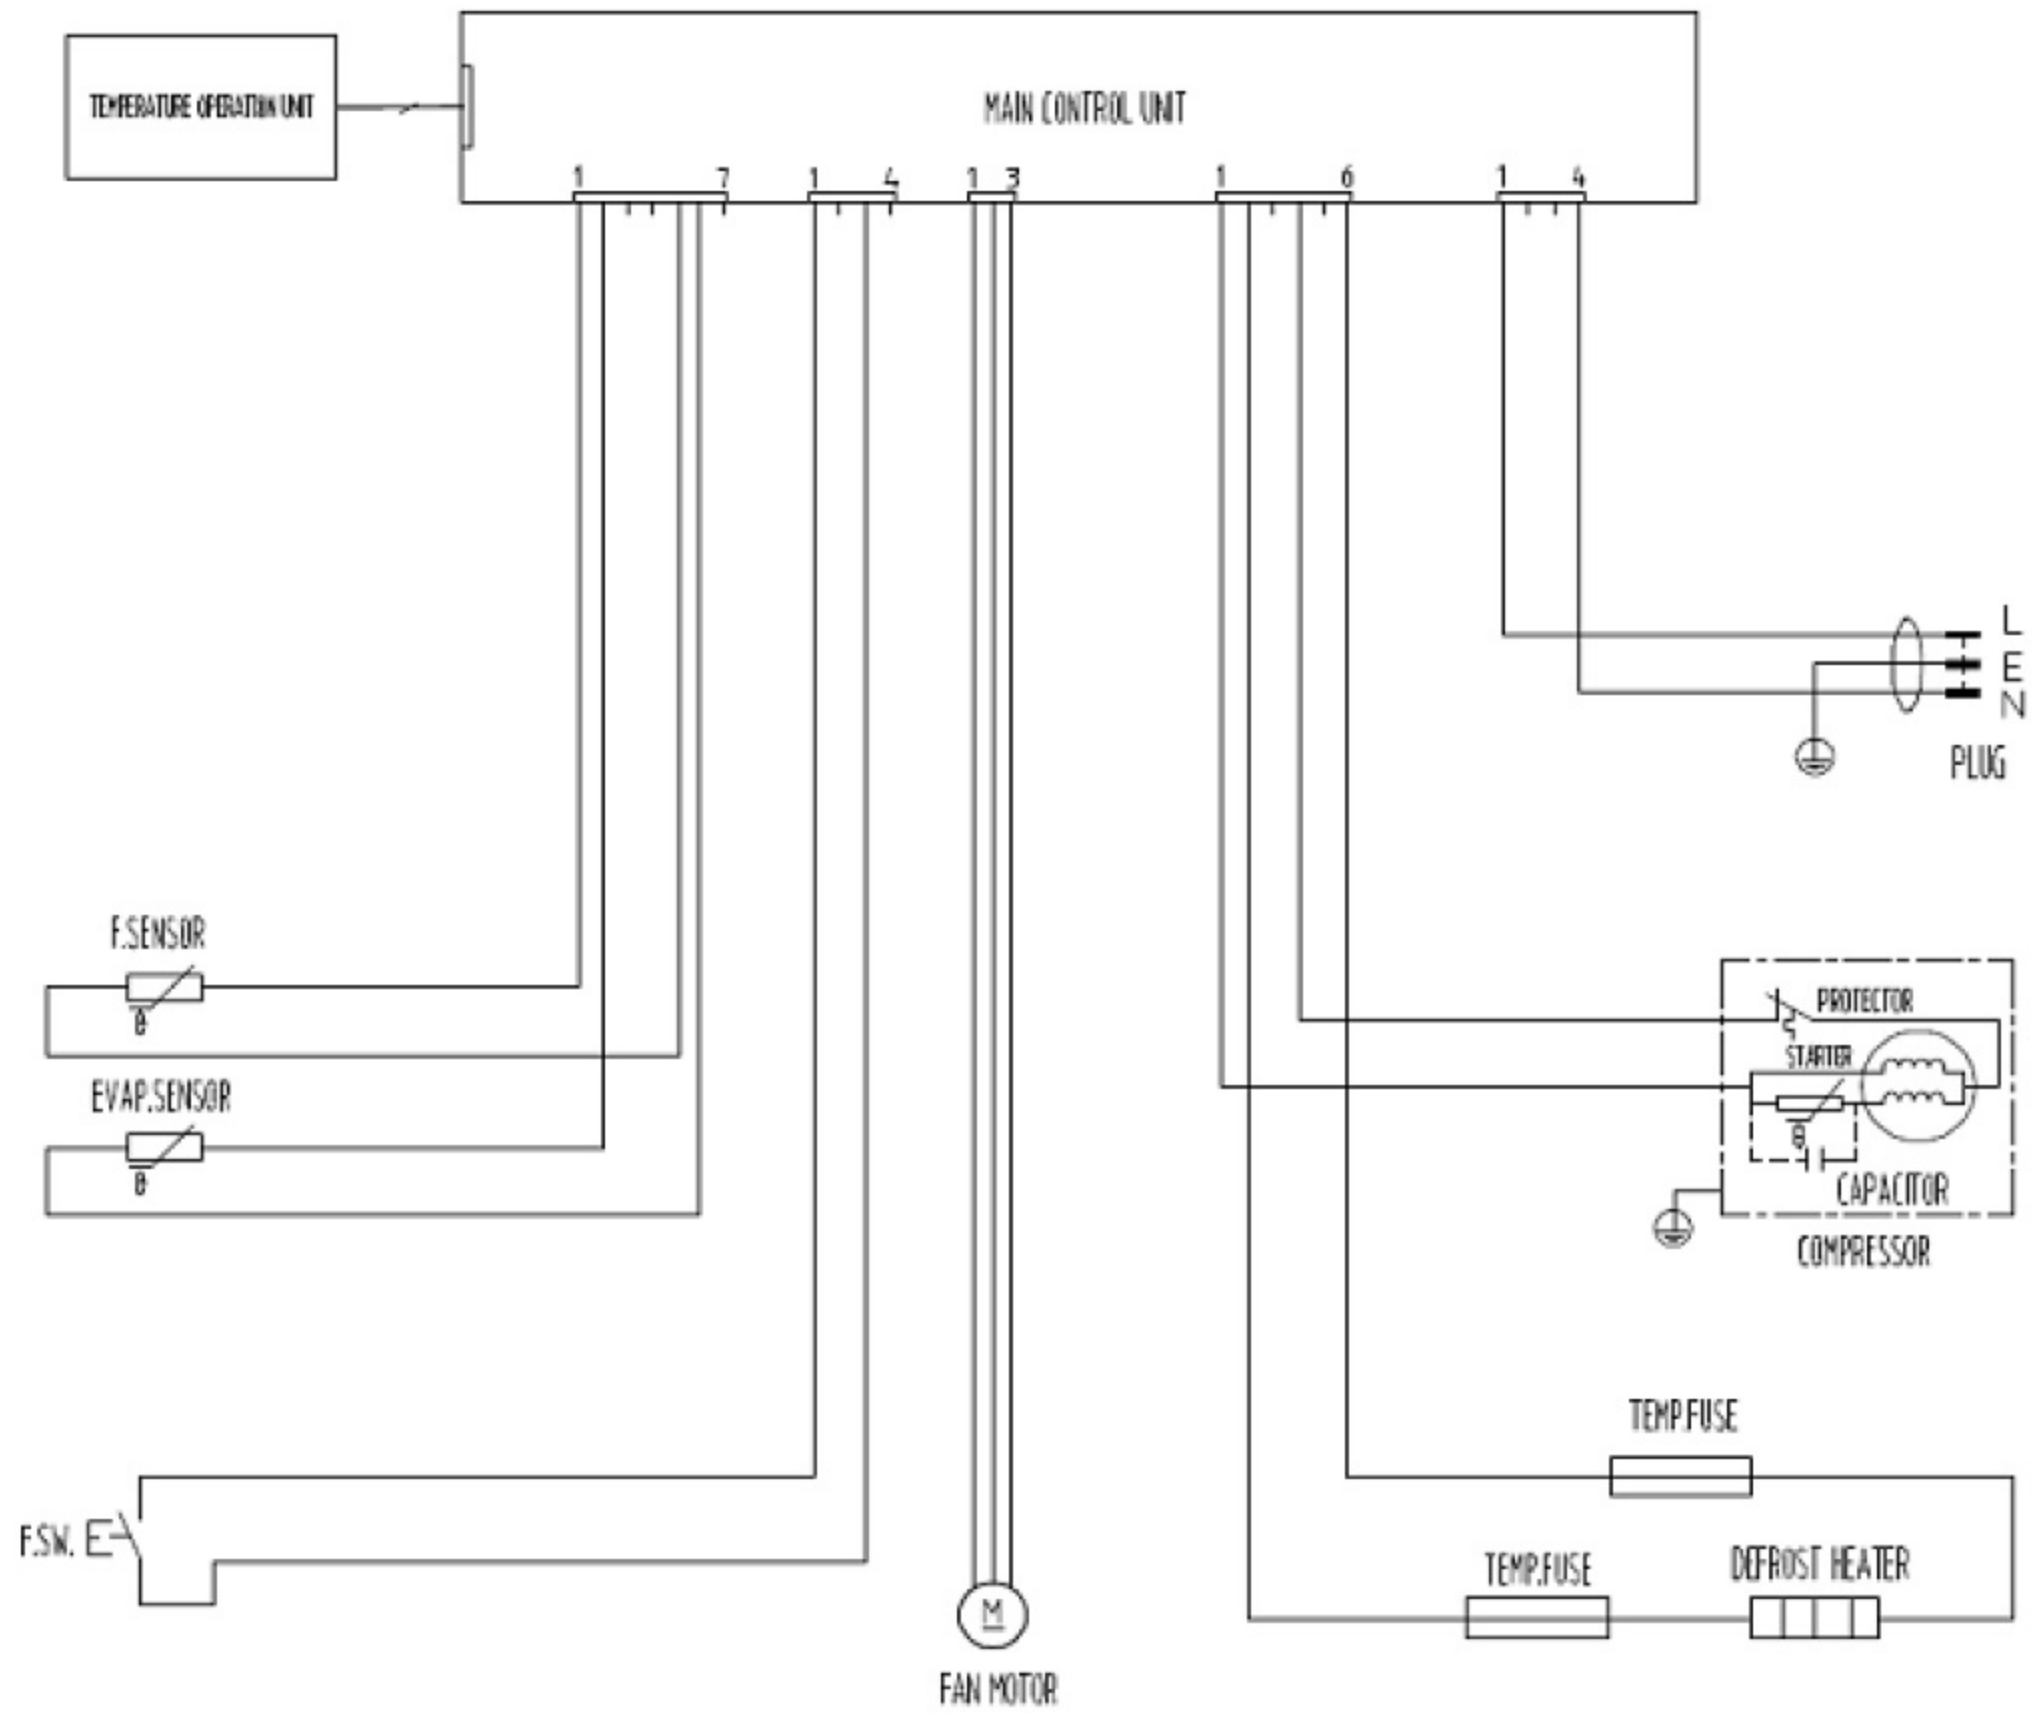 TEMPERATURE OPERATION UNIT
MAIN CONTROL UNIT
1 7 1 4 1 3 1 6 1 4
L
E
N
PLUG
F.SENSOR
θ
EVAP.SENSOR
θ
PROTECTOR
STARTER
θ
CAPACITOR
COMPRESSOR
TEMP.FUSE
F.SW.
TEMP.FUSE
DEFROST HEATER
M
FAN MOTOR